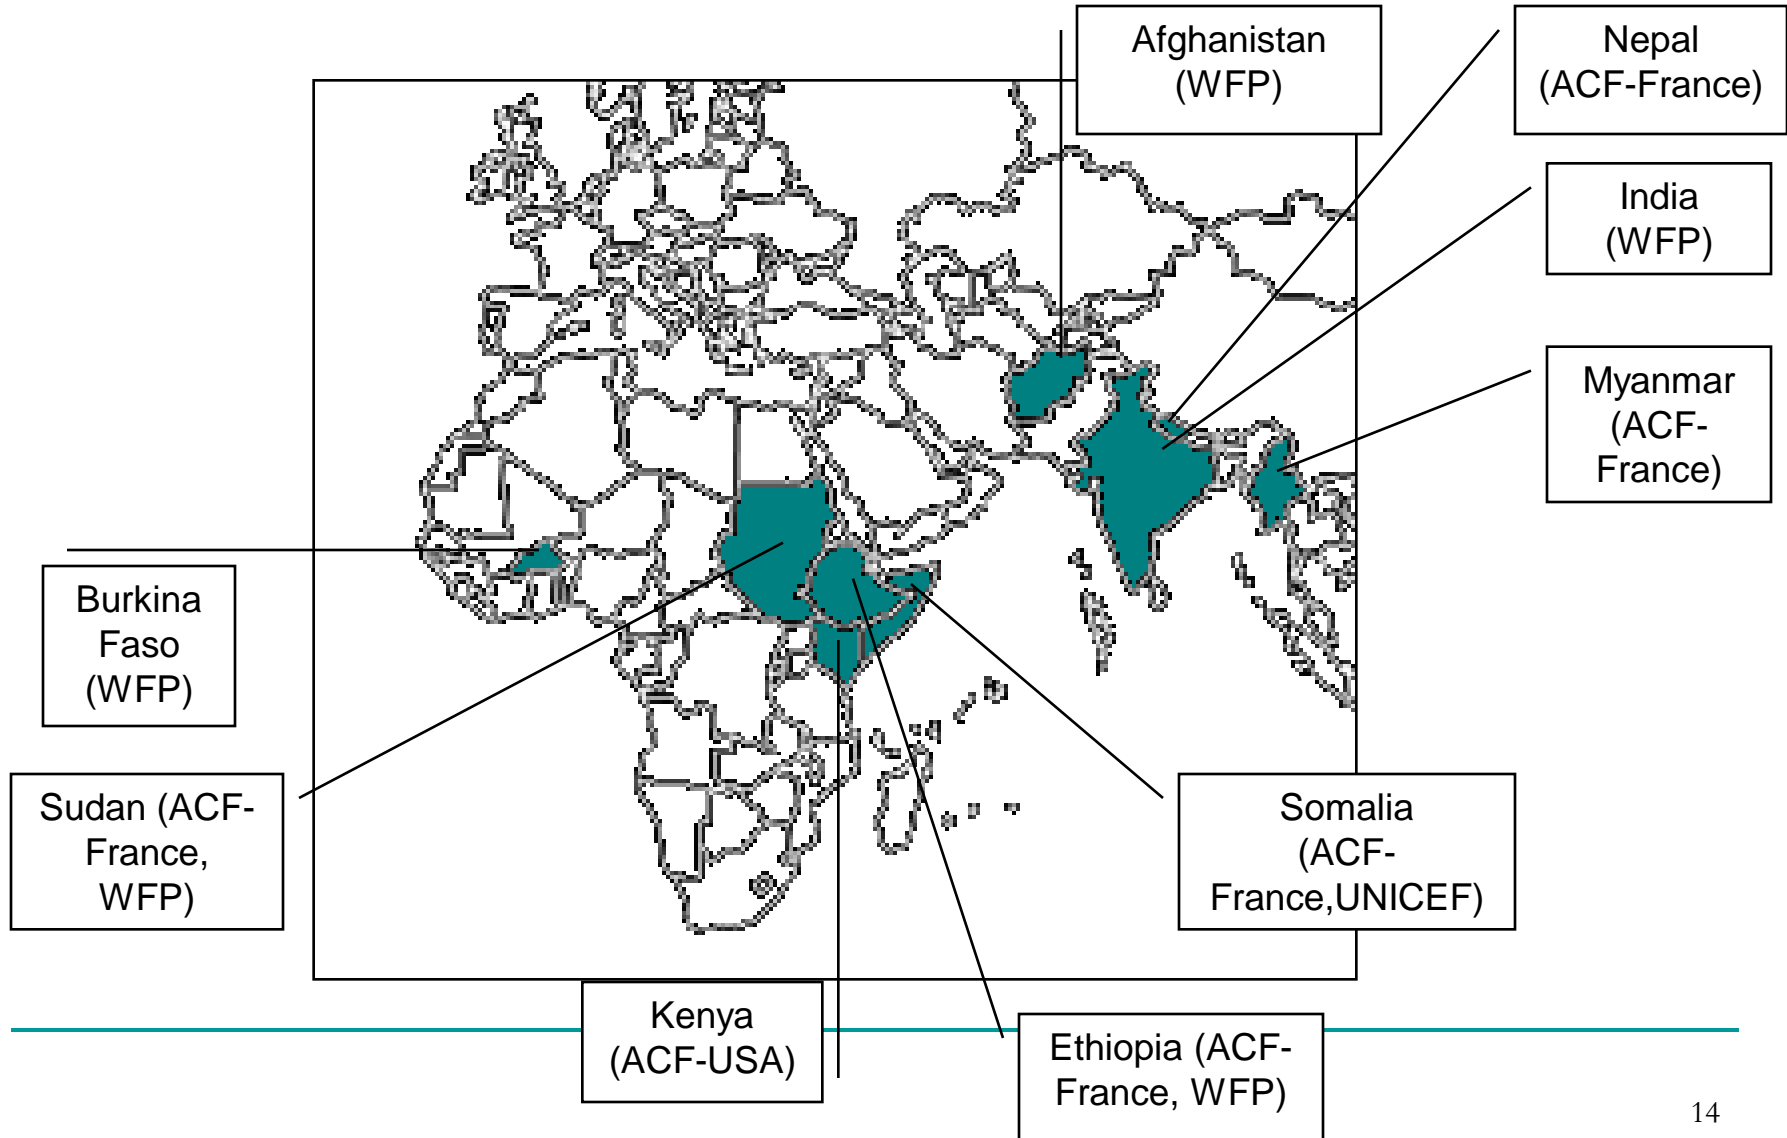 Afghanistan
(WFP)
Nepal
(ACF-France)
India
(WFP)
Myanmar
(ACF-
France)
Burkina
Faso
(WFP)
Sudan (ACF-
France,
WFP)
Somalia
(ACF-
France,UNICEF)
Kenya
(ACF-USA)
Ethiopia (ACF-
France, WFP)
14